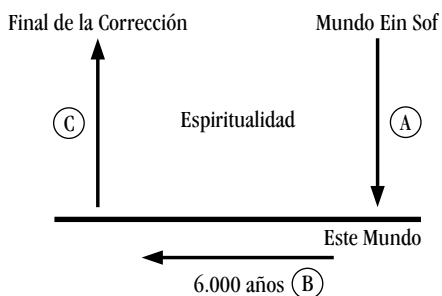 Final de la Corrección
Mundo Ein Sof
C
Espiritualidad
A
Este Mundo
6.000 años B